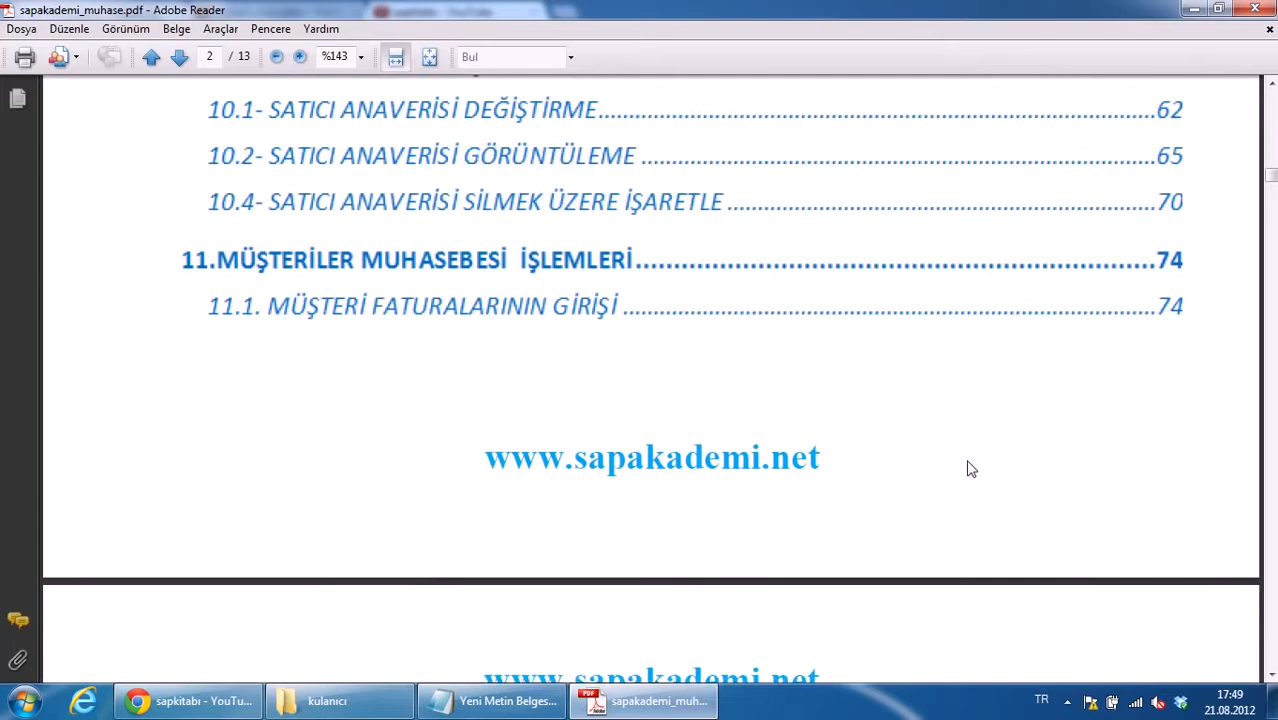 sapakademi_muhase.pdf - Adobe Reader
Dosya Düzenle Görünüm Belge Araçlar Pencere Yardım
2 / 13 %143 Bul
10.1- SATICI ANAVERİSİ DEĞİŞTİRME..........62
10.2- SATICI ANAVERİSİ GÖRÜNTÜLEME..........65
10.4- SATICI ANAVERİSİ SİLMEK ÜZERE İŞARETLE..........70
11.MÜŞTERİLER MUHASEBESİ İŞLEMLERİ..........74
11.1. MÜŞTERİ FATURALARININ GİRİŞİ..........74
www.sapakademi.net
www.sapakademi.net
sapkitabı - YouTu... kulanıcı Yeni Metin Belges... sapakademi_muh... TR 17:49
21.08.2012